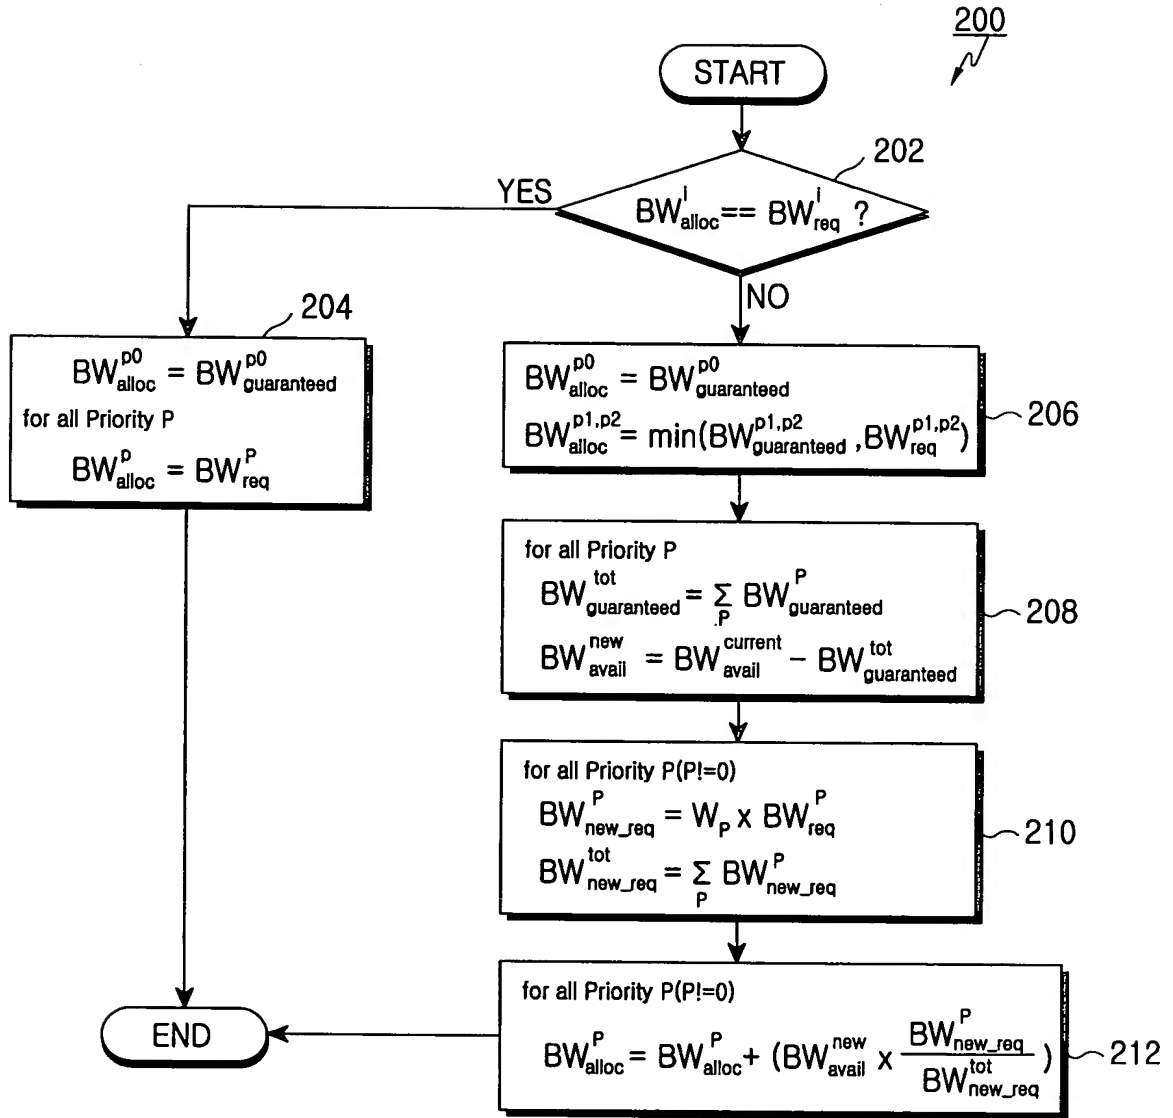 200
START
202
YES
BW^i_alloc == BW^i_req ?
NO
204
BW^p0_alloc = BW^p0_guaranteed
for all Priority P
BW^p_alloc = BW^P_req
BW^p0_alloc = BW^p0_guaranteed
BW^p1,p2_alloc = min(BW^p1,p2_guaranteed , BW^p1,p2_req)
206
for all Priority P
BW^tot_guaranteed = Σ_P BW^P_guaranteed
BW^new_avail = BW^current_avail − BW^tot_guaranteed
208
for all Priority P(P!=0)
BW^P_new_req = W_P x BW^P_req
BW^tot_new_req = Σ_P BW^P_new_req
210
for all Priority P(P!=0)
BW^P_alloc = BW^P_alloc + (BW^new_avail x BW^P_new_req / BW^tot_new_req)
212
END